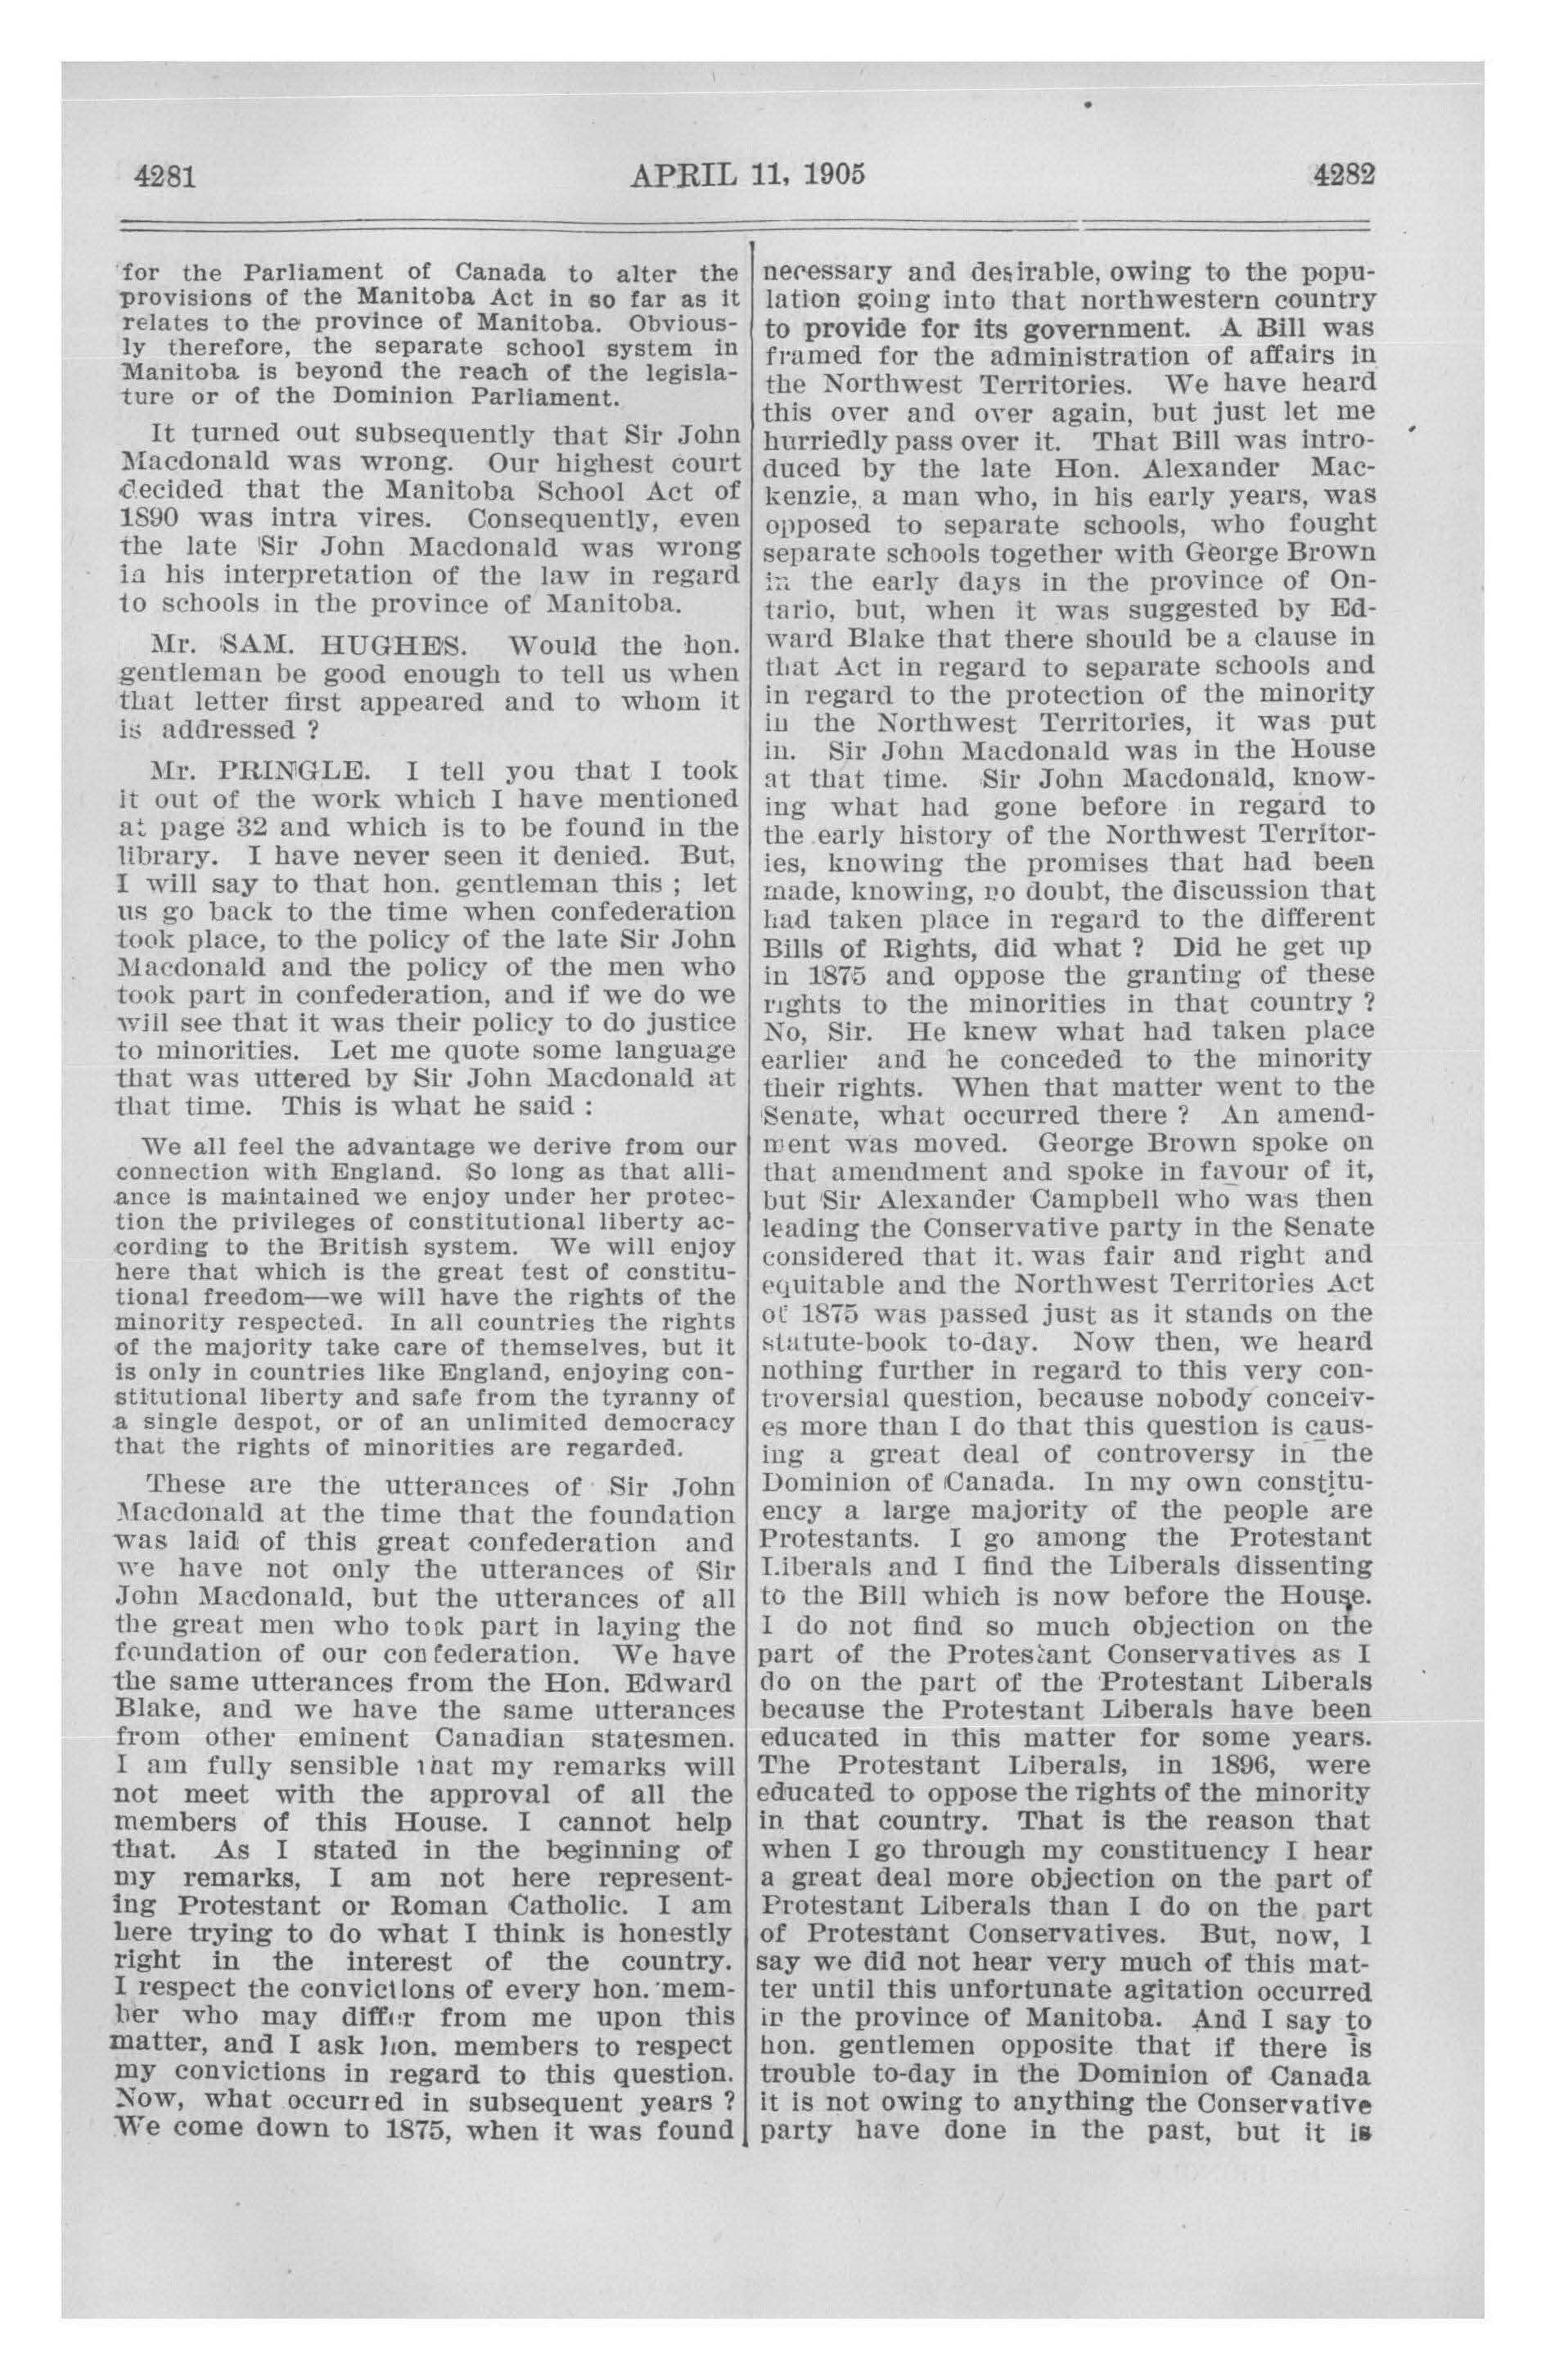 4281 APRIL 11, 1905 4282
for the Parliament of Canada to alter the
provisions of the Manitoba Act in so far as it
relates to the province of Manitoba. Obvious-
ly therefore, the separate school system in
Manitoba is beyond the reach of the legisla-
ture or of the Dominion Parliament.
It turned out subsequently that Sir John
Macdonald was wrong. Our highest court
decided that the Manitoba School Act of
1890 was intra vires. Consequently, even
the late Sir John Macdonald was wrong
in his interpretation of the law in regard
to schools in the province of Manitoba.
Mr. SAM. HUGHES. Would the hon.
gentleman be good enough to tell us when
that letter first appeared and to whom it
is addressed ?
Mr. PRINGLE. I tell you that I took
it out of the work which I have mentioned
at page 32 and which is to be found in the
library. I have never seen it denied. But,
I will say to that hon. gentleman this ; let
us go back to the time when confederation
took place, to the policy of the late Sir John
Macdonald and the policy of the men who
took part in confederation, and if we do we
will see that it was their policy to do justice
to minorities. Let me quote some language
that was uttered by Sir John Macdonald at
that time. This is what he said :
We all feel the advantage we derive from our
connection with England. So long as that alli-
ance is maintained we enjoy under her protec-
tion the privileges of constitutional liberty ac-
cording to the British system. We will enjoy
here that which is the great test of constitu-
tional freedom—we will have the rights of the
minority respected. In all countries the rights
of the majority take care of themselves, but it
is only in countries like England, enjoying con-
stitutional liberty and safe from the tyranny of
a single despot, or of an unlimited democracy
that the rights of minorities are regarded.
These are the utterances of Sir John
Macdonald at the time that the foundation
was laid of this great confederation and
we have not only the utterances of Sir
John Macdonald, but the utterances of all
the great men who took part in laying the
foundation of our confederation. We have
the same utterances from the Hon. Edward
Blake, and we have the same utterances
from other eminent Canadian statesmen.
I am fully sensible that my remarks will
not meet with the approval of all the
members of this House. I cannot help
that. As I stated in the beginning of
my remarks, I am not here represent-
ing Protestant or Roman Catholic. I am
here trying to do what I think is honestly
right in the interest of the country.
I respect the convictions of every hon. mem-
ber who may differ from me upon this
matter, and I ask hon. members to respect
my convictions in regard to this question.
Now, what occurred in subsequent years ?
We come down to 1875, when it was found
necessary and desirable, owing to the popu-
lation going into that northwestern country
to provide for its government. A Bill was
framed for the administration of affairs in
the Northwest Territories. We have heard
this over and over again, but just let me
hurriedly pass over it. That Bill was intro-
duced by the late Hon. Alexander Mac-
kenzie, a man who, in his early years, was
opposed to separate schools, who fought
separate schools together with George Brown
in the early days in the province of On-
tario, but, when it was suggested by Ed-
ward Blake that there should be a clause in
that Act in regard to separate schools and
in regard to the protection of the minority
in the Northwest Territories, it was put
in. Sir John Macdonald was in the House
at that time. Sir John Macdonald, know-
ing what had gone before in regard to
the early history of the Northwest Territor-
ies, knowing the promises that had been
made, knowing, no doubt, the discussion that
had taken place in regard to the different
Bills of Rights, did what ? Did he get up
in 1875 and oppose the granting of these
rights to the minorities in that country ?
No, Sir. He knew what had taken place
earlier and he conceded to the minority
their rights. When that matter went to the
Senate, what occurred there ? An amend-
ment was moved. George Brown spoke on
that amendment and spoke in favour of it,
but Sir Alexander Campbell who was then
leading the Conservative party in the Senate
considered that it. was fair and right and
equitable and the Northwest Territories Act
of 1875 was passed just as it stands on the
statute-book to-day. Now then, we heard
nothing further in regard to this very con-
troversial question, because nobody conceiv-
es more than I do that this question is caus-
ing a great deal of controversy in the
Dominion of Canada. In my own constitu-
ency a large majority of the people are
Protestants. I go among the Protestant
Liberals and I find the Liberals dissenting
to the Bill which is now before the House.
I do not find so much objection on the
part of the Protestant Conservatives as I
do on the part of the Protestant Liberals
because the Protestant Liberals have been
educated in this matter for some years.
The Protestant Liberals, in 1896, were
educated to oppose the rights of the minority
in that country. That is the reason that
when I go through my constituency I hear
a great deal more objection on the part of
Protestant Liberals than I do on the part
of Protestant Conservatives. But, now, I
say we did not hear very much of this mat-
ter until this unfortunate agitation occurred
in the province of Manitoba. And I say to
hon. gentlemen opposite that if there is
trouble to-day in the Dominion of Canada
it is not owing to anything the Conservative
party have done in the past, but it is